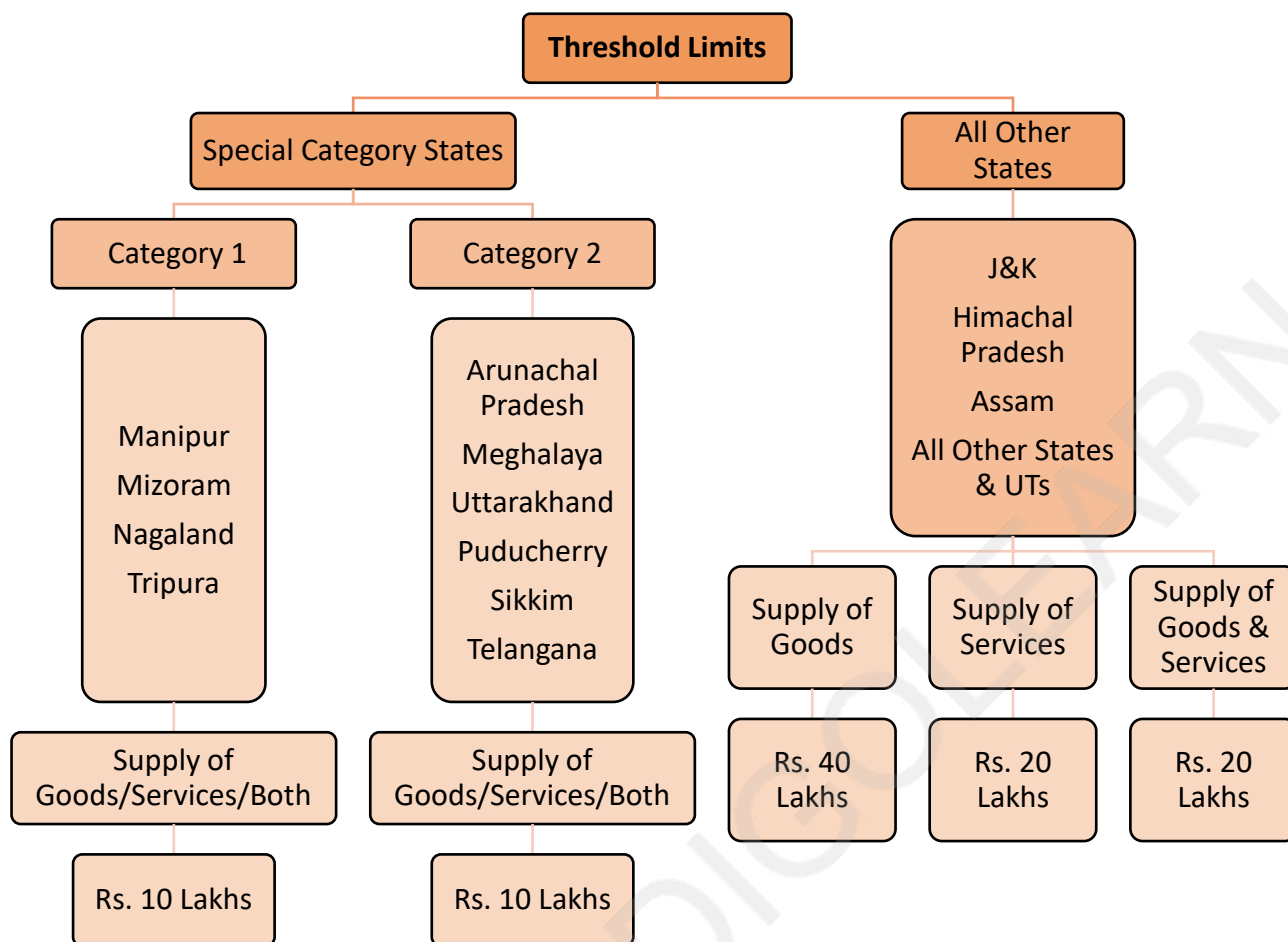 Threshold Limits
Special Category States
All Other
States
Category 1
Category 2
Manipur
Mizoram
Nagaland
Tripura
Arunachal
Pradesh
Meghalaya
Uttarakhand
Puducherry
Sikkim
Telangana
J&K
Himachal
Pradesh
Assam
All Other States
& UTs
Supply of
Goods/Services/Both
Supply of
Goods/Services/Both
Rs. 10 Lakhs
Rs. 10 Lakhs
Supply of
Goods
Supply of
Services
Supply of
Goods &
Services
Rs. 40
Lakhs
Rs. 20
Lakhs
Rs. 20
Lakhs
DIGOLEARN